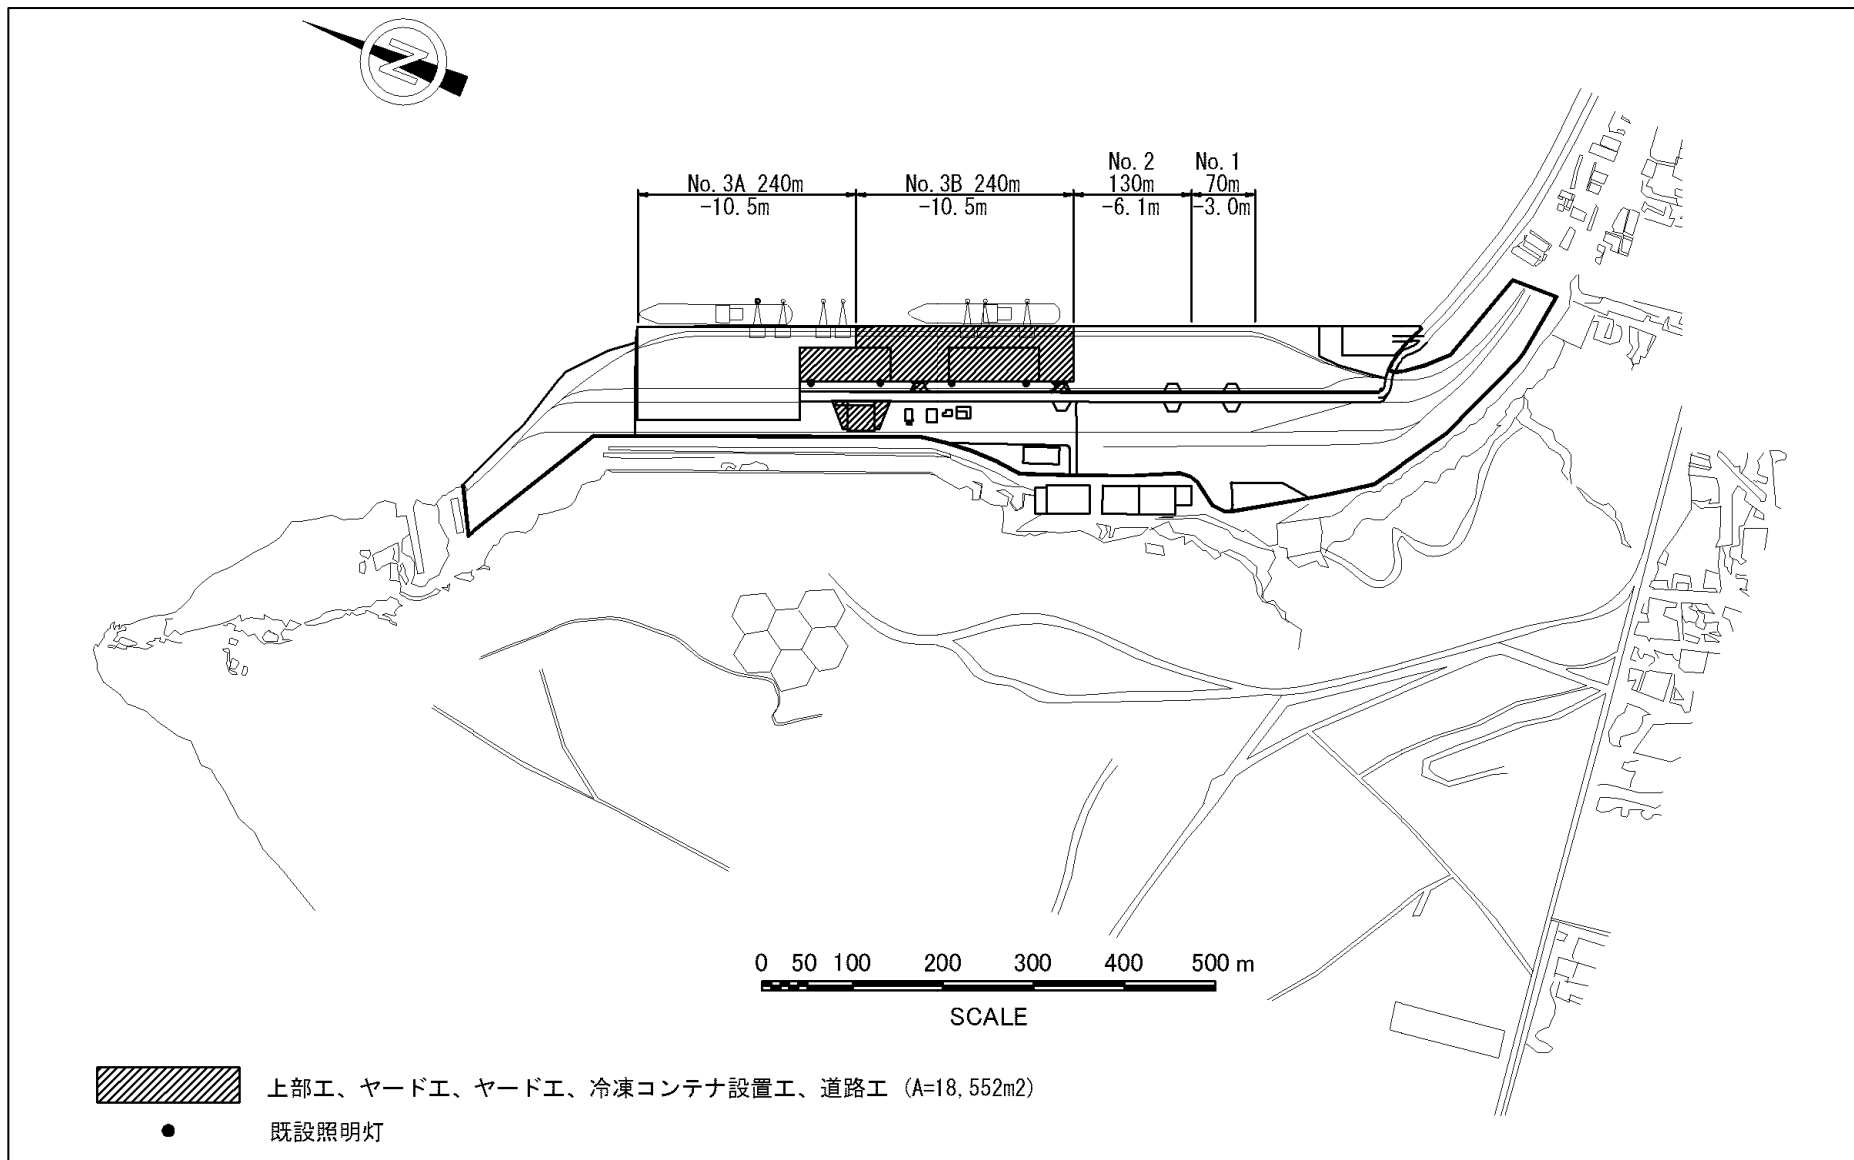 N
No. 2
No. 1
No. 3A 240m
No. 3B 240m
130m
70m
-10. 5m
-10. 5m
-6. 1m
-3. 0m
0 50 100 200 300 400 500 m
SCALE
上部工、ヤード工、ヤード工、冷凍コンテナ設置工、道路工 (A=18, 552m2)
既設照明灯